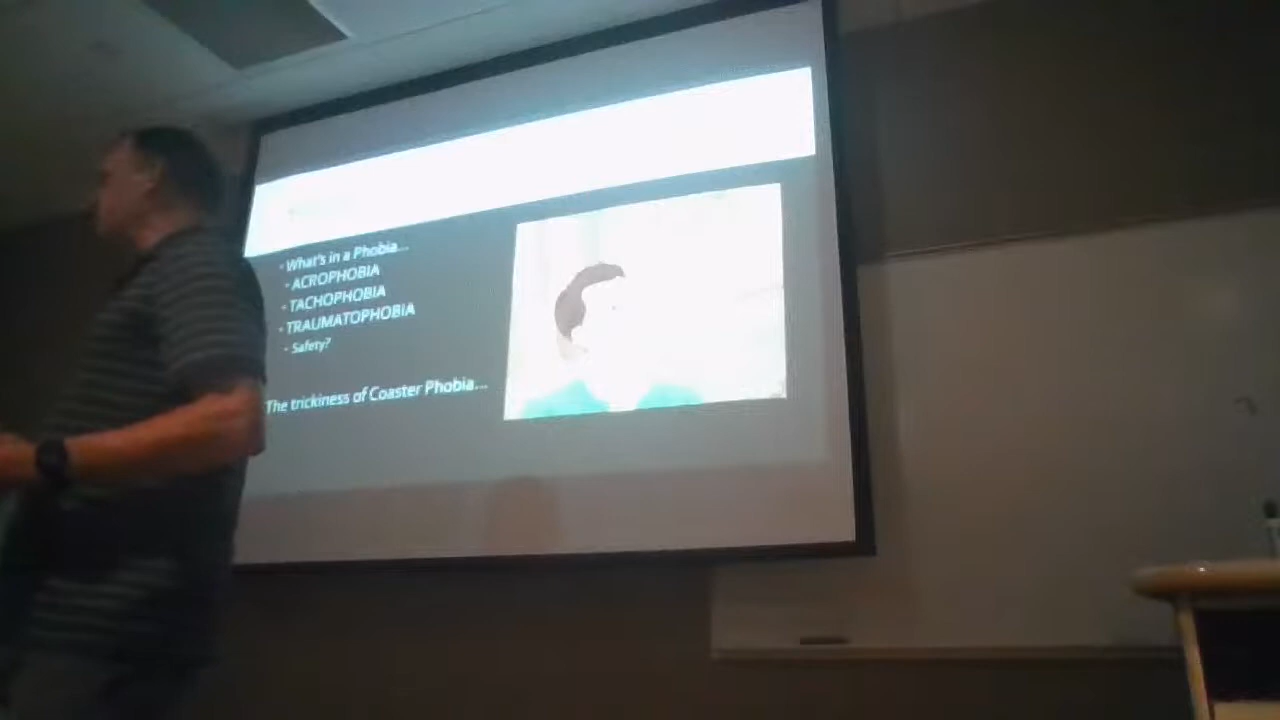 - What's in a Phobia...
- ACROPHOBIA
- TACHOPHOBIA
- TRAUMATOPHOBIA
- Safety?
The trickiness of Coaster Phobia...